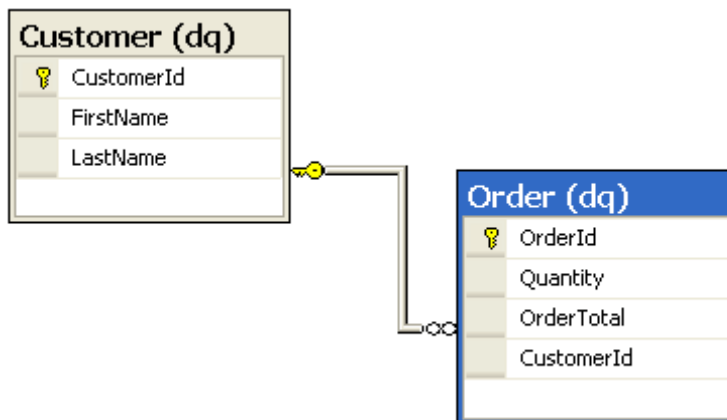 Customer (dq)
CustomerId
FirstName
LastName
Order (dq)
OrderId
Quantity
OrderTotal
CustomerId